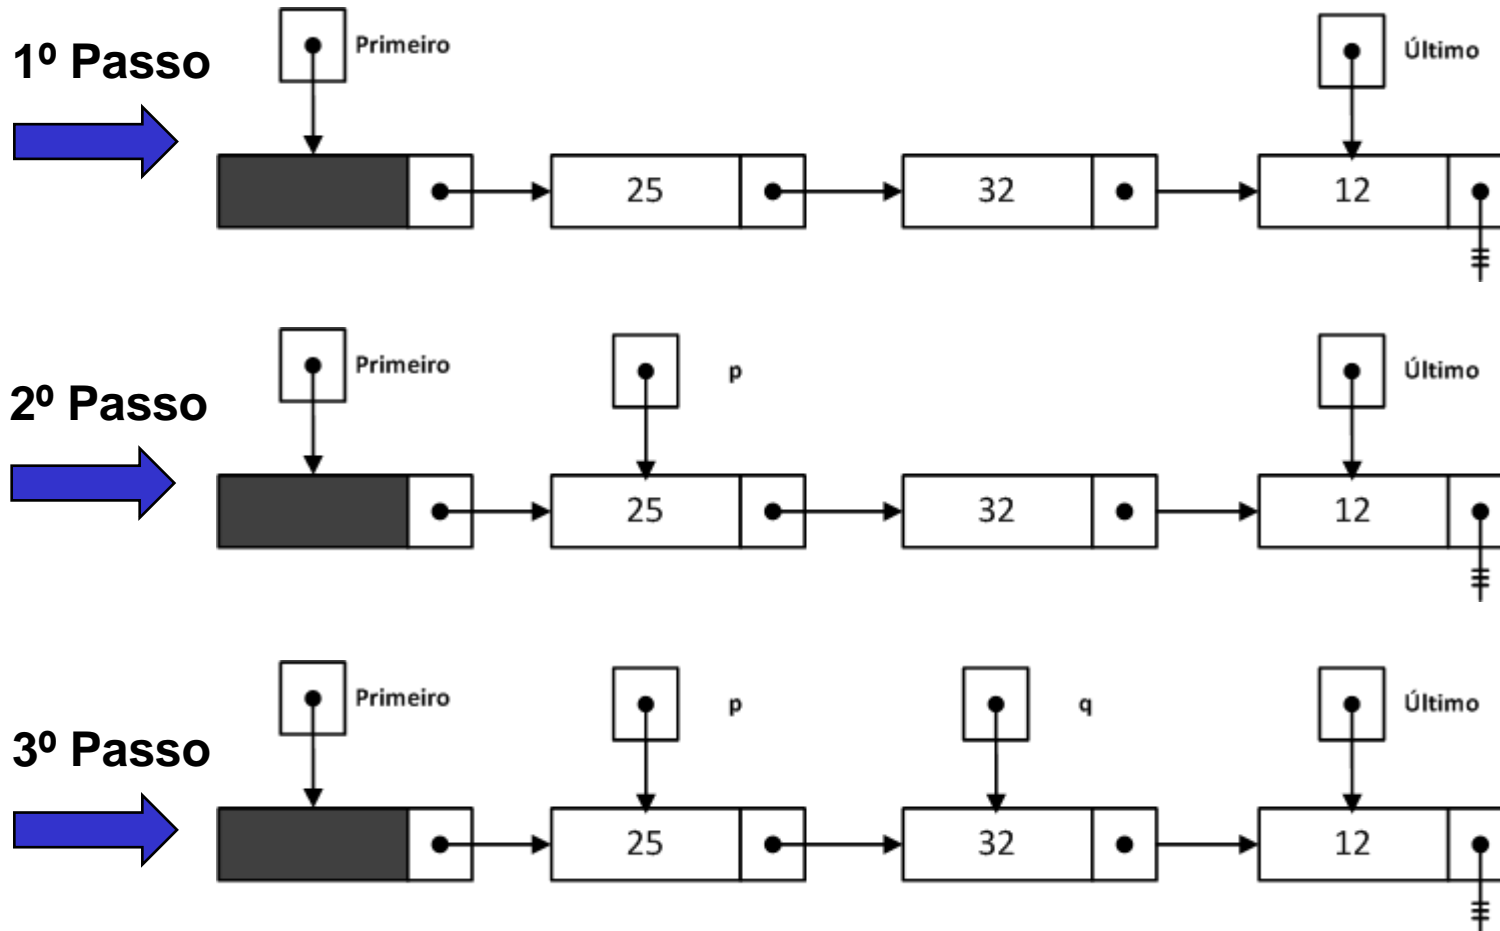 1º Passo
Primeiro
Último
25
32
12
2º Passo
Primeiro
p
Último
25
32
12
3º Passo
Primeiro
p
q
Último
25
32
12